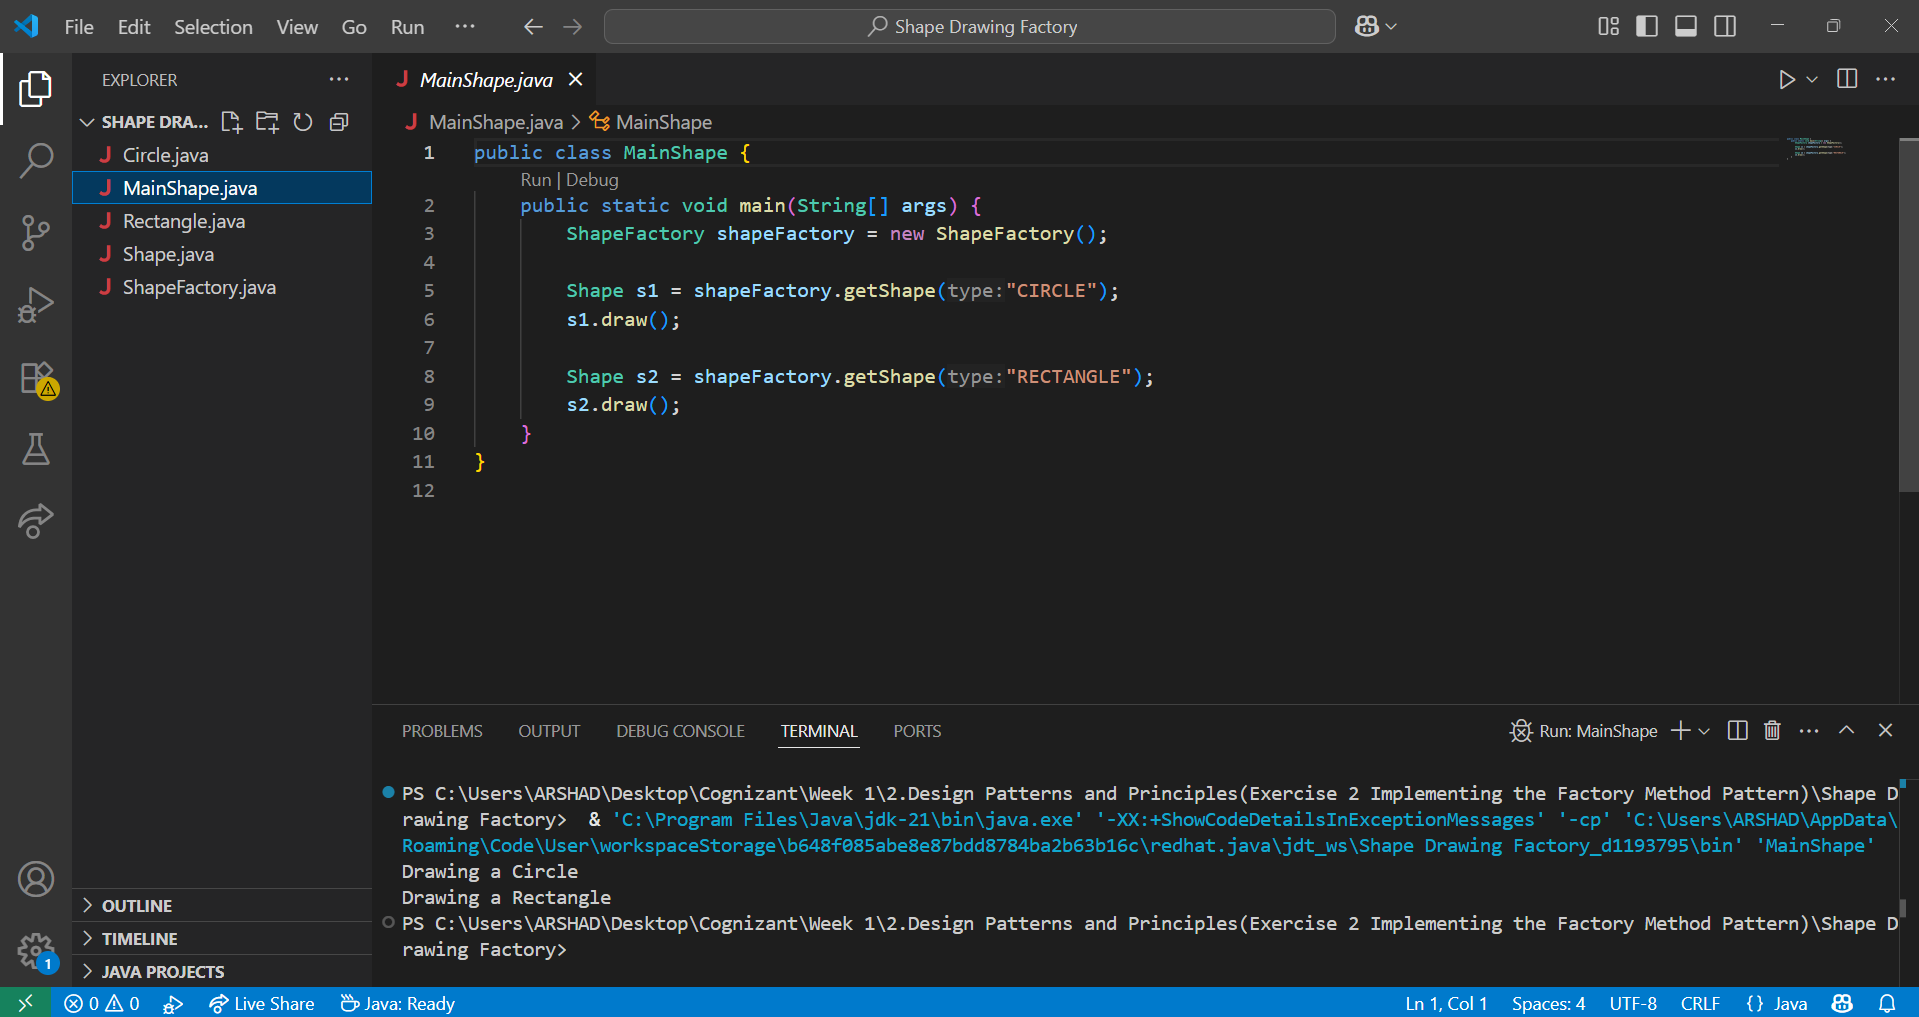 File Edit Selection View Go Run ··· Shape Drawing Factory
EXPLORER ···
SHAPE DRA...
Circle.java
MainShape.java
Rectangle.java
Shape.java
ShapeFactory.java
OUTLINE
TIMELINE
JAVA PROJECTS
1
MainShape.java
MainShape.java > MainShape
1 public class MainShape {
Run | Debug
2 public static void main(String[] args) {
3 ShapeFactory shapeFactory = new ShapeFactory();
4
5 Shape s1 = shapeFactory.getShape(type:"CIRCLE");
6 s1.draw();
7
8 Shape s2 = shapeFactory.getShape(type:"RECTANGLE");
9 s2.draw();
10 }
11 }
12
PROBLEMS OUTPUT DEBUG CONSOLE TERMINAL PORTS Run: MainShape
PS C:\Users\ARSHAD\Desktop\Cognizant\Week 1\2.Design Patterns and Principles(Exercise 2 Implementing the Factory Method Pattern)\Shape D
rawing Factory>  & 'C:\Program Files\Java\jdk-21\bin\java.exe' '-XX:+ShowCodeDetailsInExceptionMessages' '-cp' 'C:\Users\ARSHAD\AppData\
Roaming\Code\User\workspaceStorage\b648f085abe8e87bdd8784ba2b63b16c\redhat.java\jdt_ws\Shape Drawing Factory_d1193795\bin' 'MainShape'
Drawing a Circle
Drawing a Rectangle
PS C:\Users\ARSHAD\Desktop\Cognizant\Week 1\2.Design Patterns and Principles(Exercise 2 Implementing the Factory Method Pattern)\Shape D
rawing Factory>
0 0 Live Share Java: Ready Ln 1, Col 1 Spaces: 4 UTF-8 CRLF {} Java